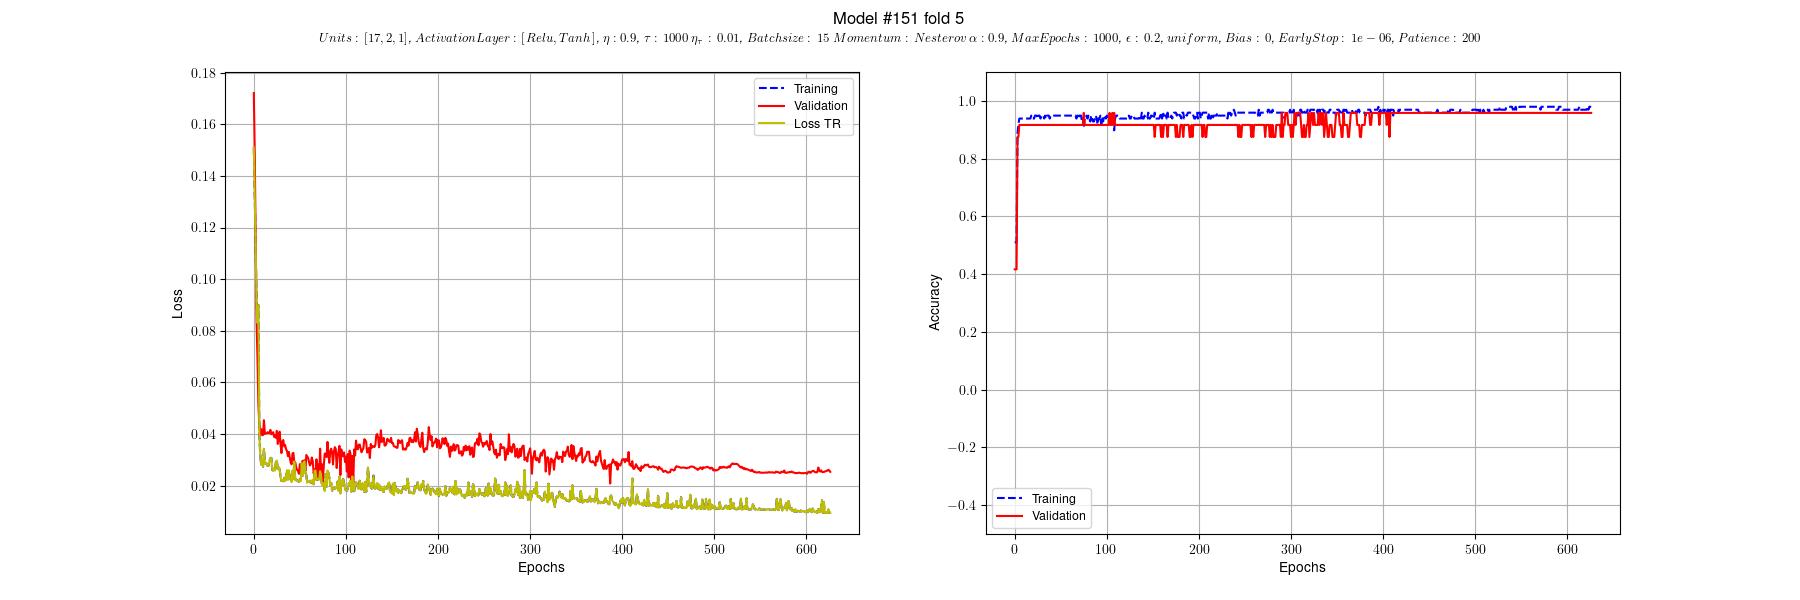 Model #151 fold 5
Units : [17, 2, 1], ActivationLayer : [Relu, Tanh], η : 0.9, τ : 1000 ητ : 0.01, Batchsize : 15 Momentum : Nesterov α : 0.9, MaxEpochs : 1000, ϵ : 0.2, uniform, Bias : 0, EarlyStop : 1e − 06, Patience : 200
0.18
0.16
0.14
0.12
0.10
0.08
0.06
0.04
0.02
Loss
Training
Validation
Loss TR
0 100 200 300 400 500 600
Epochs
1.0
0.8
0.6
0.4
0.2
0.0
−0.2
−0.4
Accuracy
Training
Validation
0 100 200 300 400 500 600
Epochs